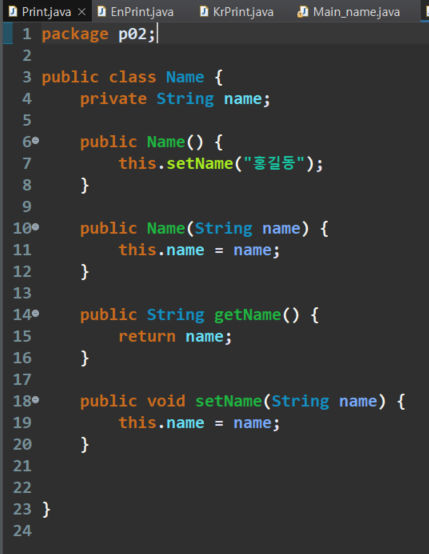 Print.java EnPrint.java KrPrint.java Main_name.java
1 package p02;
2
3 public class Name {
4 private String name;
5
6 public Name() {
7 this.setName("홍길동");
8 }
9
10 public Name(String name) {
11 this.name = name;
12 }
13
14 public String getName() {
15 return name;
16 }
17
18 public void setName(String name) {
19 this.name = name;
20 }
21
22
23 }
24